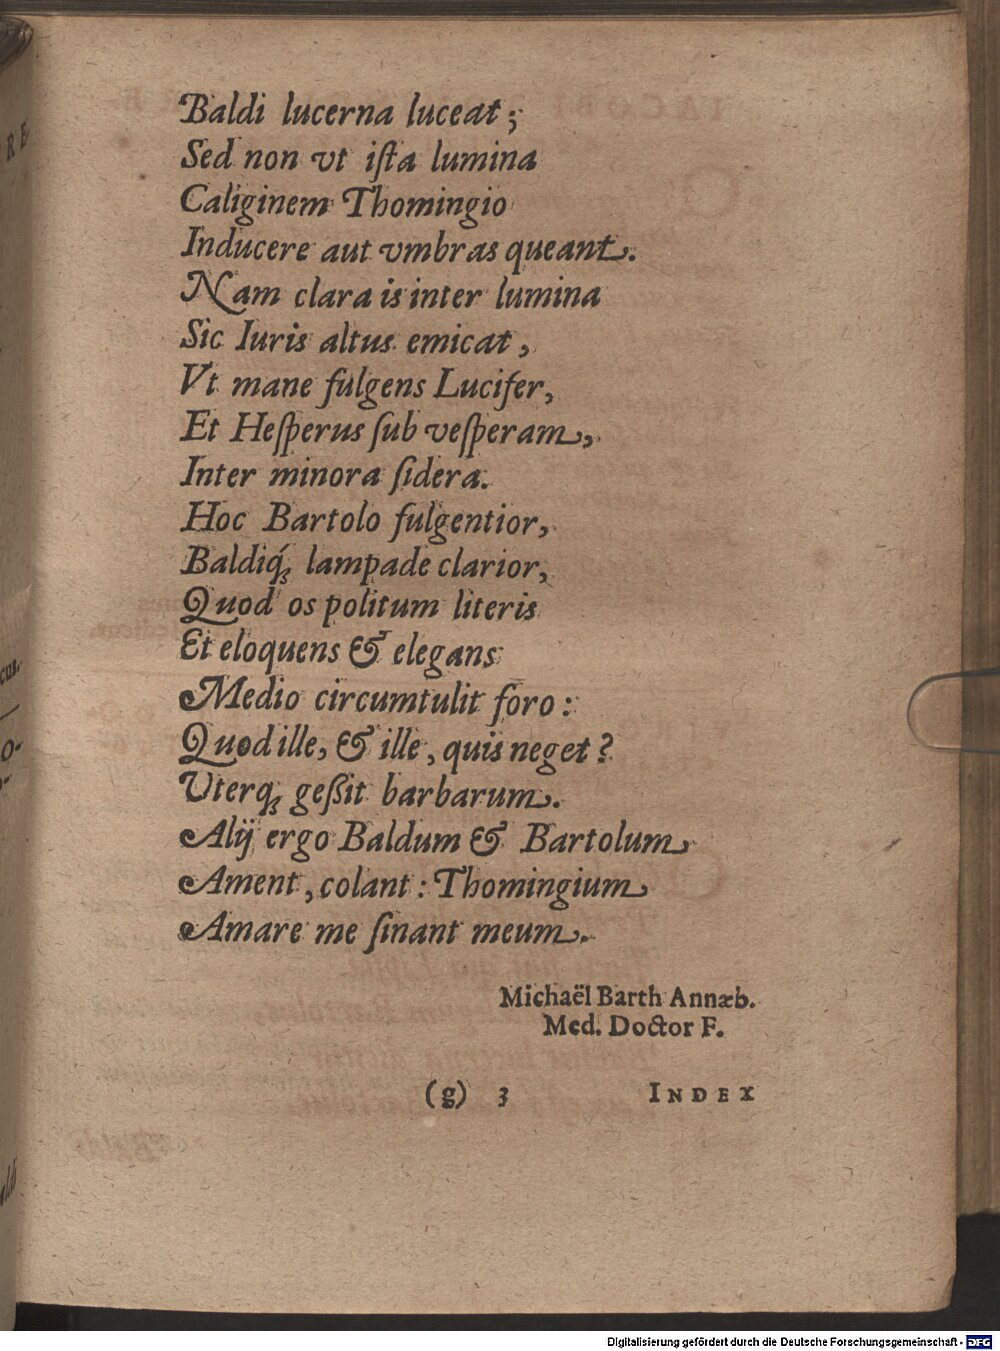 Baldi lucerna luceat;
Sed non vt iſta lumina
Caliginem Thomingio
Inducere aut vmbras queant.
Nam clara is inter lumina
Sic Iuris altus emicat,
Vt mane fulgens Lucifer,
Et Heſperus ſub veſperam,
Inter minora ſidera.
Hoc Bartolo fulgentior,
Baldiq́; lampade clarior,
Quod os politum literis
Et eloquens & elegans
Medio circumtulit foro:
Quod ille, & ille, quis neget?
Vterq; geßit barbarum.
Alij ergo Baldum & Bartolum
Ament, colant: Thomingium
Amare me ſinant meum.
Michaël Barth Annæb.
Med. Doctor F.
(g) 3 INDEX
Digitalisierung gefördert durch die Deutsche Forschungsgemeinschaft - DFG